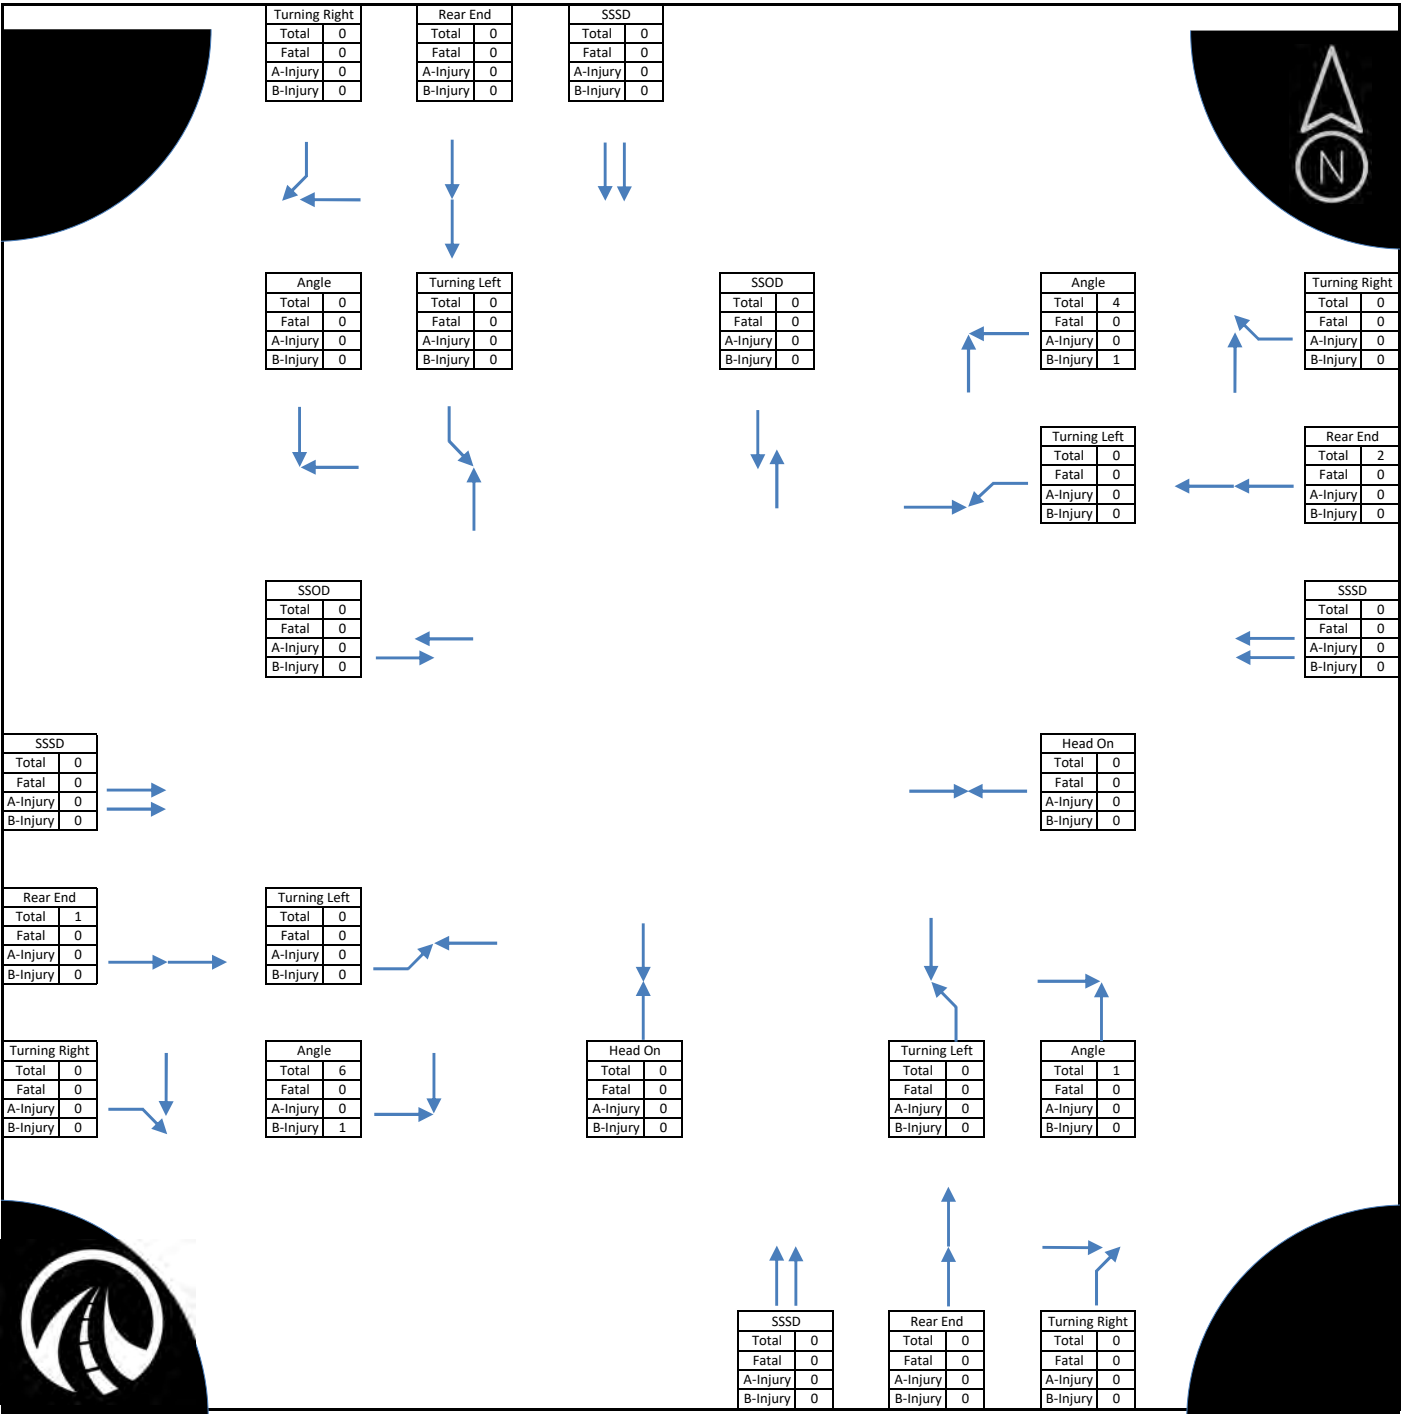 Turning Right
Total 0
Fatal 0
A-Injury 0
B-Injury 0
Rear End
Total 0
Fatal 0
A-Injury 0
B-Injury 0
SSSD
Total 0
Fatal 0
A-Injury 0
B-Injury 0
N
Angle
Total 0
Fatal 0
A-Injury 0
B-Injury 0
Turning Left
Total 0
Fatal 0
A-Injury 0
B-Injury 0
SSOD
Total 0
Fatal 0
A-Injury 0
B-Injury 0
Angle
Total 4
Fatal 0
A-Injury 0
B-Injury 1
Turning Right
Total 0
Fatal 0
A-Injury 0
B-Injury 0
Turning Left
Total 0
Fatal 0
A-Injury 0
B-Injury 0
Rear End
Total 2
Fatal 0
A-Injury 0
B-Injury 0
SSOD
Total 0
Fatal 0
A-Injury 0
B-Injury 0
SSSD
Total 0
Fatal 0
A-Injury 0
B-Injury 0
SSSD
Total 0
Fatal 0
A-Injury 0
B-Injury 0
Head On
Total 0
Fatal 0
A-Injury 0
B-Injury 0
Rear End
Total 1
Fatal 0
A-Injury 0
B-Injury 0
Turning Left
Total 0
Fatal 0
A-Injury 0
B-Injury 0
Turning Right
Total 0
Fatal 0
A-Injury 0
B-Injury 0
Angle
Total 6
Fatal 0
A-Injury 0
B-Injury 1
Head On
Total 0
Fatal 0
A-Injury 0
B-Injury 0
Turning Left
Total 0
Fatal 0
A-Injury 0
B-Injury 0
Angle
Total 1
Fatal 0
A-Injury 0
B-Injury 0
SSSD
Total 0
Fatal 0
A-Injury 0
B-Injury 0
Rear End
Total 0
Fatal 0
A-Injury 0
B-Injury 0
Turning Right
Total 0
Fatal 0
A-Injury 0
B-Injury 0